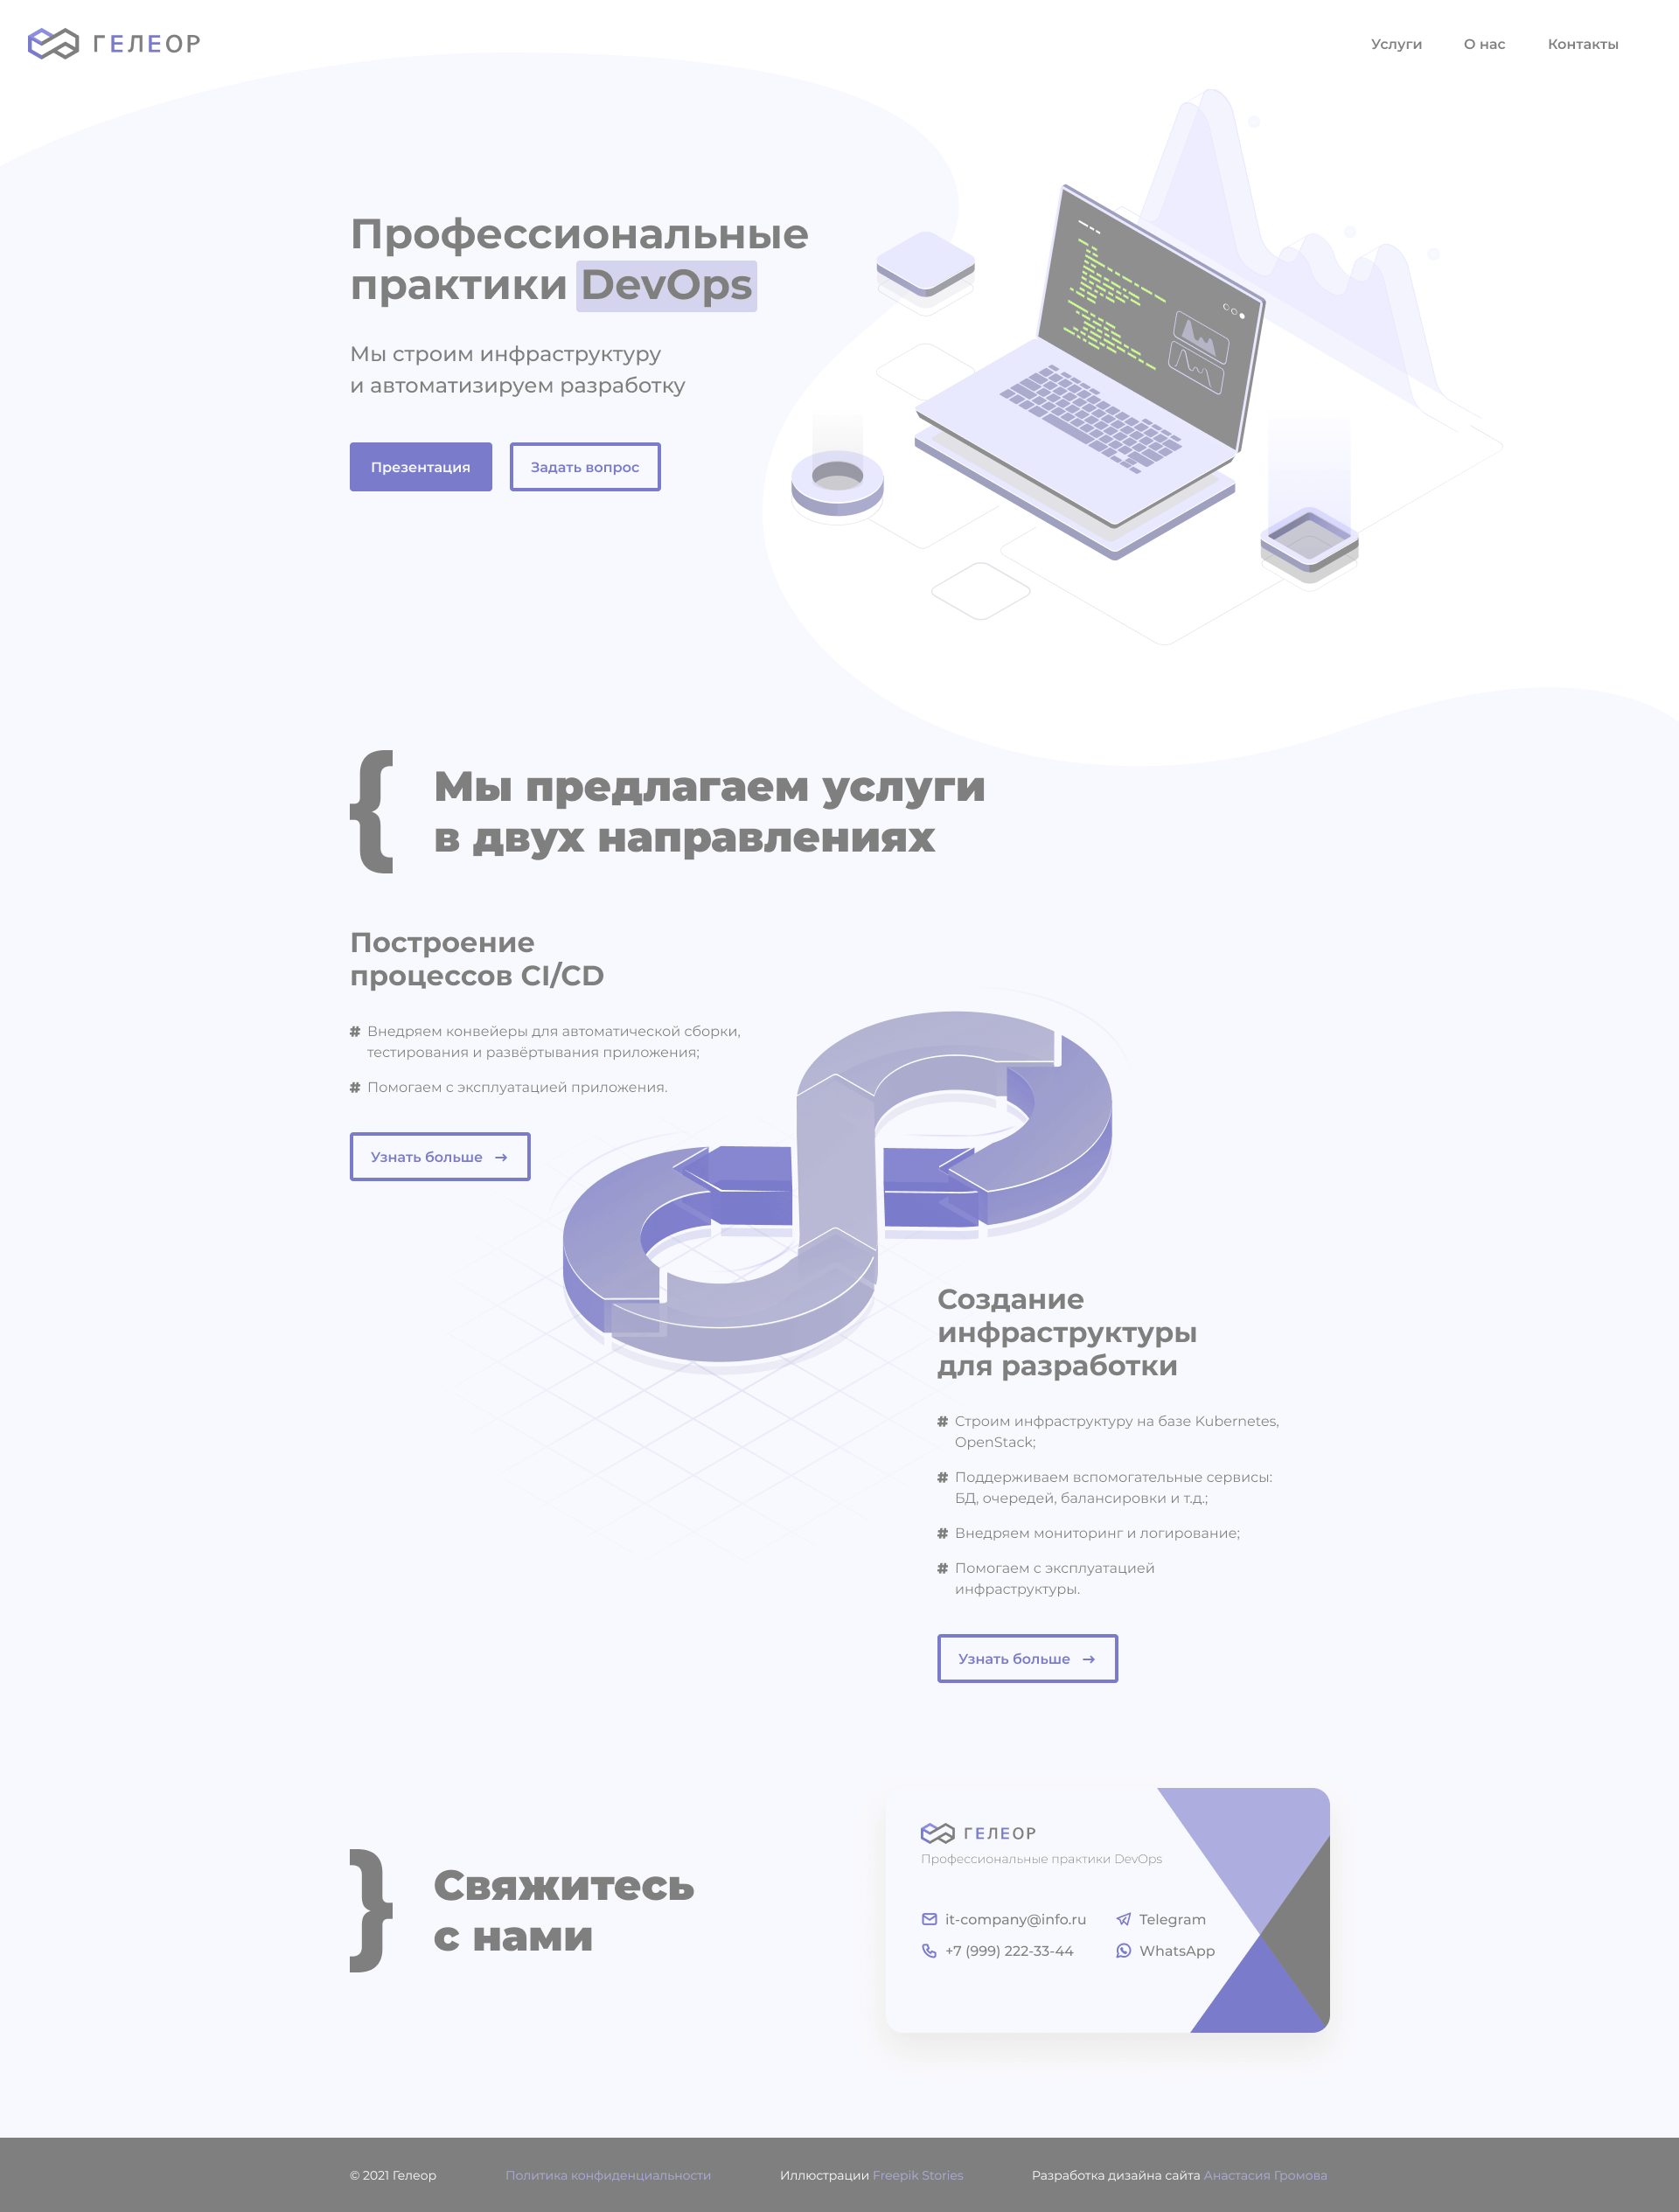 ГЕЛЕОР
Услуги
О нас
Контакты
Профессиональные
практики DevOps
Мы строим инфраструктуру
и автоматизируем разработку
Презентация
Задать вопрос
{
Мы предлагаем услуги
в двух направлениях
Построение
процессов CI/CD
# Внедряем конвейеры для автоматической сборки,
тестирования и развёртывания приложения;
# Помогаем с эксплуатацией приложения.
Узнать больше →
Создание
инфраструктуры
для разработки
# Строим инфраструктуру на базе Kubernetes,
OpenStack;
# Поддерживаем вспомогательные сервисы:
БД, очередей, балансировки и т.д.;
# Внедряем мониторинг и логирование;
# Помогаем с эксплуатацией
инфраструктуры.
Узнать больше →
}
Свяжитесь
с нами
ГЕЛЕОР
Профессиональные практики DevOps
it-company@info.ru
Telegram
+7 (999) 222-33-44
WhatsApp
© 2021 Гелеор
Политика конфиденциальности
Иллюстрации Freepik Stories
Разработка дизайна сайта Анастасия Громова